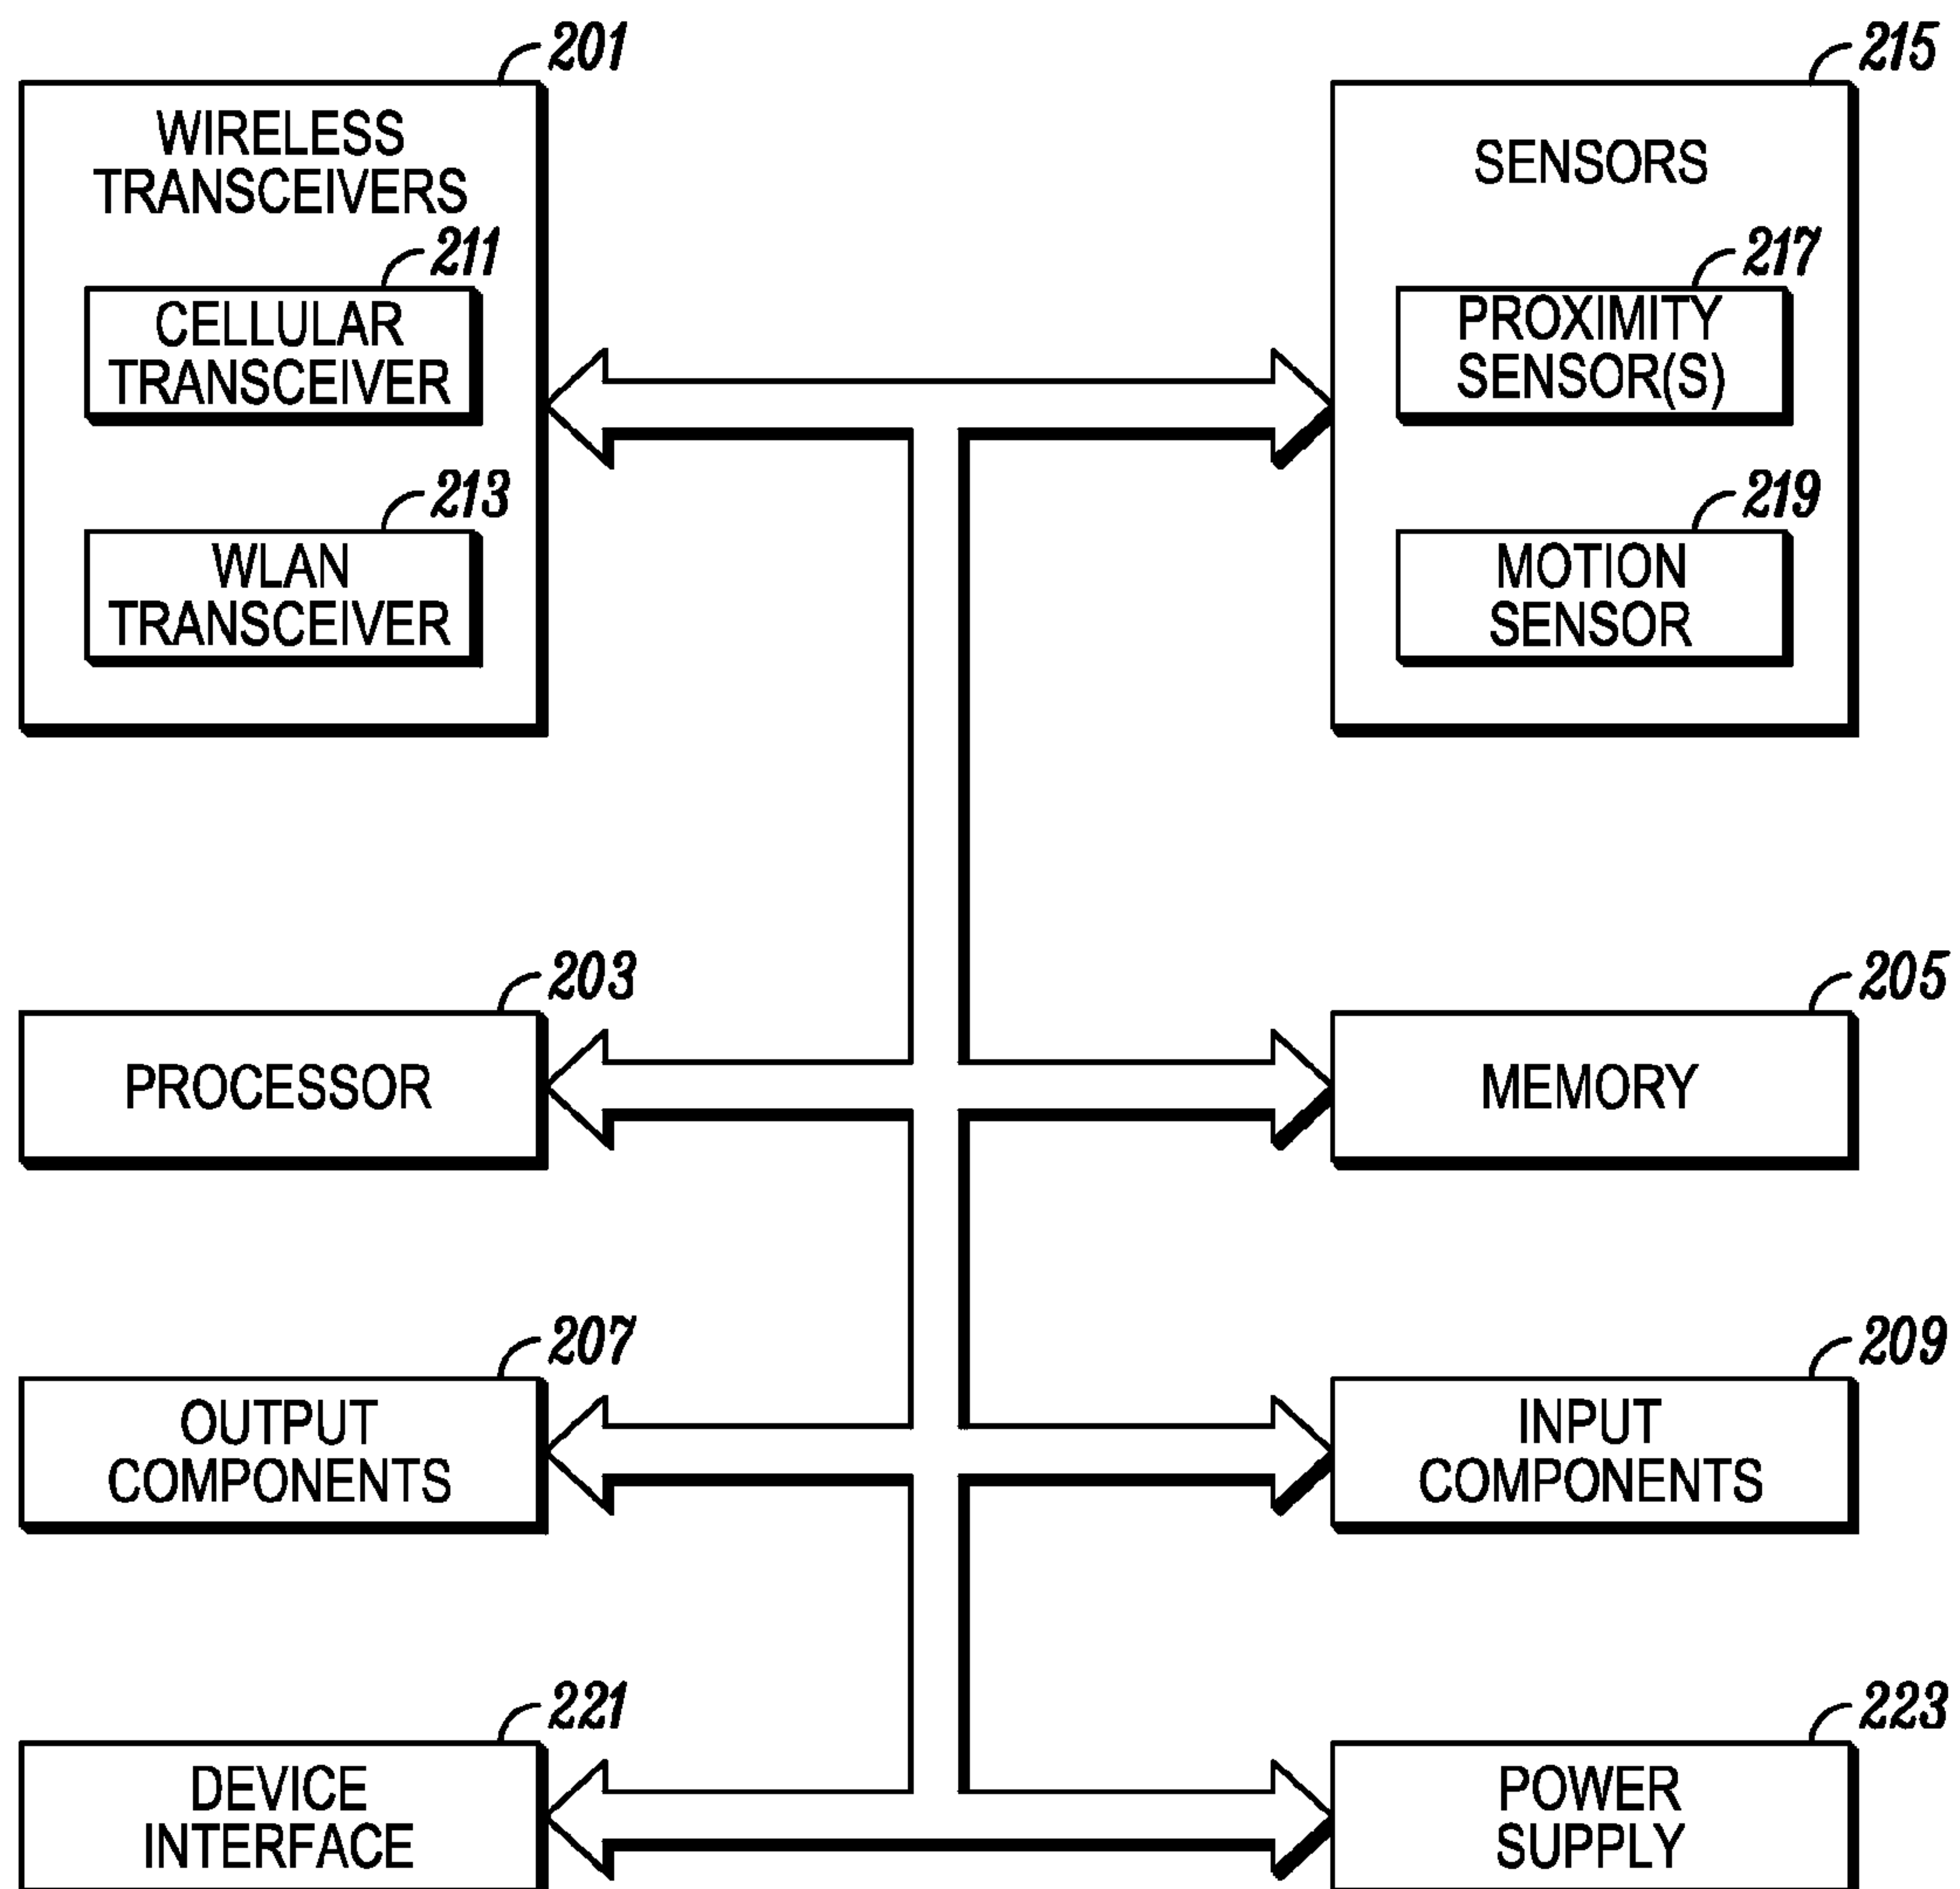 201
WIRELESS
TRANSCEIVERS
211
CELLULAR
TRANSCEIVER
213
WLAN
TRANSCEIVER
215
SENSORS
217
PROXIMITY
SENSOR(S)
219
MOTION
SENSOR
203
PROCESSOR
205
MEMORY
207
OUTPUT
COMPONENTS
209
INPUT
COMPONENTS
221
DEVICE
INTERFACE
223
POWER
SUPPLY